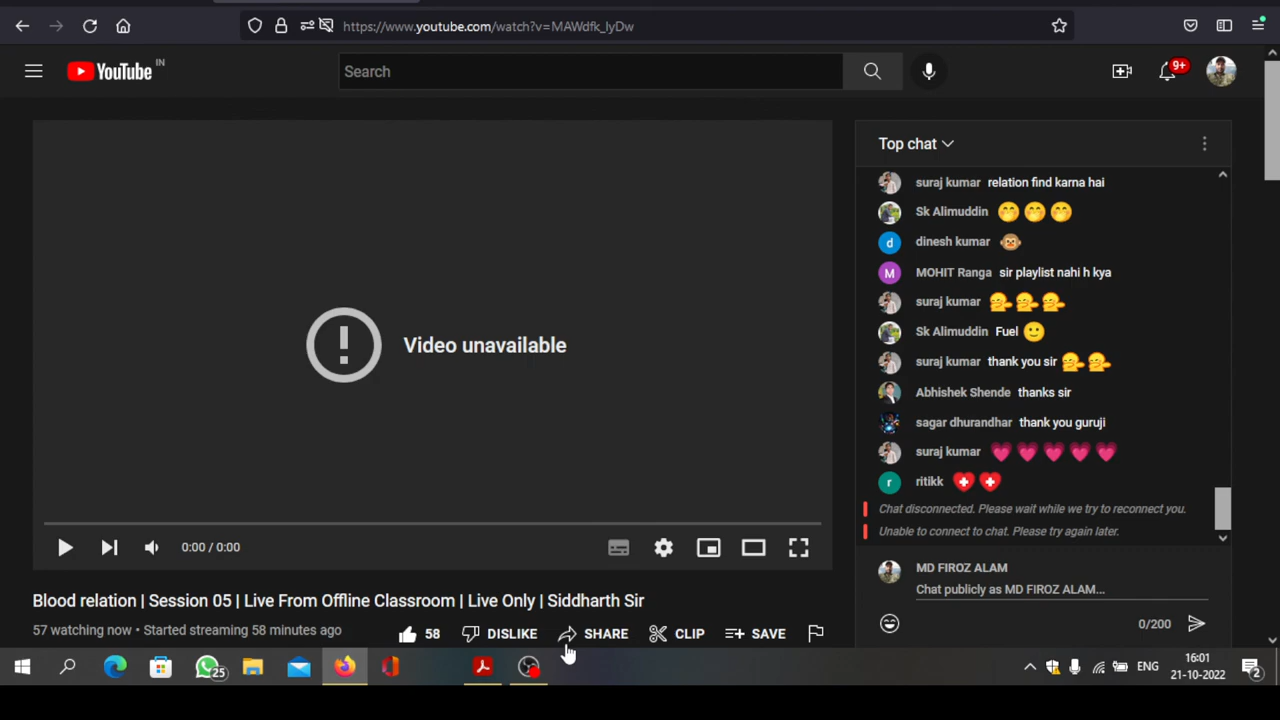 https://www.youtube.com/watch?v=MAWdfk_lyDw
YouTube IN
Search
9+
Top chat
suraj kumar relation find karna hai
Sk Alimuddin
dinesh kumar
d
MOHIT Ranga sir playlist nahi h kya
M
suraj kumar
Sk Alimuddin Fuel
suraj kumar thank you sir
Abhishek Shende thanks sir
sagar dhurandhar thank you guruji
suraj kumar
ritikk
r
Chat disconnected. Please wait while we try to reconnect you.
Unable to connect to chat. Please try again later.
MD FIROZ ALAM
Chat publicly as MD FIROZ ALAM...
0/200
Video unavailable
0:00 / 0:00
Blood relation | Session 05 | Live From Offline Classroom | Live Only | Siddharth Sir
57 watching now • Started streaming 58 minutes ago
58 DISLIKE SHARE CLIP SAVE
25
ENG
16:01
21-10-2022
2